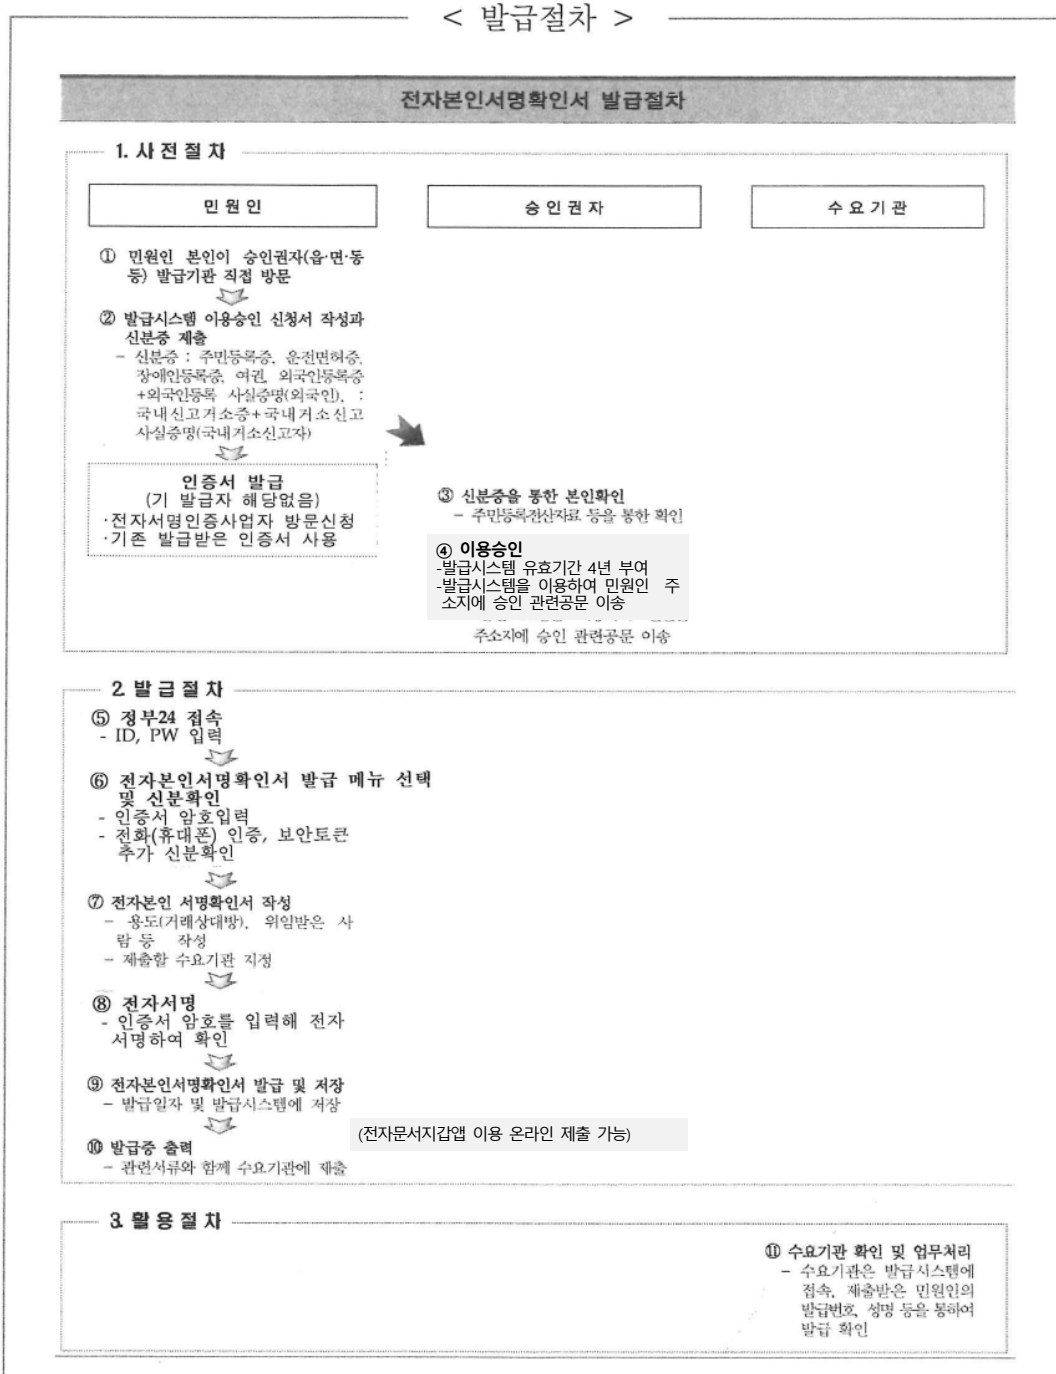 < 발급절차 >
전자본인서명확인서 발급절차
1. 사전절차
민원인
승인권자
수요기관
① 민원인 본인이 승인권자(읍·면·동
등) 발급기관 직접 방문
② 발급시스템 이용승인 신청서 작성과
신분증 제출
- 신분증 : 주민등록증, 운전면허증,
장애인등록증, 여권, 외국인등록증
+외국인등록 사실증명(외국인), :
국내신고거소증+국내거소신고
사실증명(국내거소신고자)
인증서 발급
(기 발급자 해당없음)
·전자서명인증사업자 방문신청
·기존 발급받은 인증서 사용
③ 신분증을 통한 본인확인
- 주민등록전산자료 등을 통한 확인
④ 이용승인
-발급시스템 유효기간 4년 부여
-발급시스템을 이용하여 민원인 주
소지에 승인 관련공문 이송
주소지에 승인 관련공문 이송
2. 발급절차
⑤ 정부24 접속
- ID, PW 입력
⑥ 전자본인서명확인서 발급 메뉴 선택
및 신분확인
- 인증서 암호입력
- 전화(휴대폰) 인증, 보안토큰
추가 신분확인
⑦ 전자본인 서명확인서 작성
- 용도(거래상대방), 위임받은 사
람 등 작성
- 제출할 수요기관 지정
⑧ 전자서명
- 인증서 암호를 입력해 전자
서명하여 확인
⑨ 전자본인서명확인서 발급 및 저장
- 발급일자 및 발급시스템에 저장
(전자문서지갑앱 이용 온라인 제출 가능)
⑩ 발급증 출력
- 관련서류와 함께 수요기관에 제출
3. 활용절차
⑪ 수요기관 확인 및 업무처리
- 수요기관은 발급시스템에
접속, 제출받은 민원인의
발급번호, 성명 등을 통하여
발급 확인